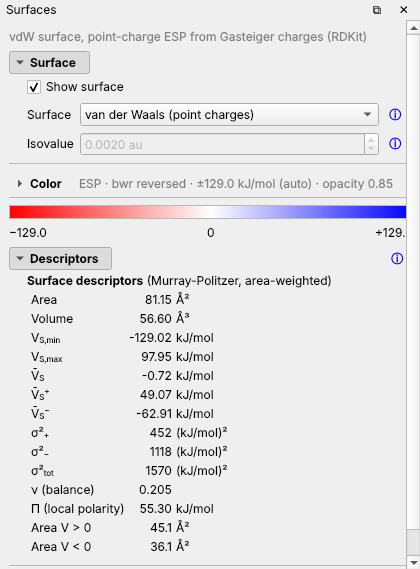 Surfaces
vdW surface, point-charge ESP from Gasteiger charges (RDKit)
Surface
Show surface
Surface van der Waals (point charges)
Isovalue 0.0020 au
Color ESP · bwr reversed · ±129.0 kJ/mol (auto) · opacity 0.85
−129.0 0 +129.
Descriptors
Surface descriptors (Murray-Politzer, area-weighted)
Area 81.15 Å²
Volume 56.60 Å³
Vₛ,min -129.02 kJ/mol
Vₛ,max 97.95 kJ/mol
V̄ₛ -0.72 kJ/mol
V̄ₛ⁺ 49.07 kJ/mol
V̄ₛ⁻ -62.91 kJ/mol
σ²₊ 452 (kJ/mol)²
σ²₋ 1118 (kJ/mol)²
σ²tot 1570 (kJ/mol)²
ν (balance) 0.205
Π (local polarity) 55.30 kJ/mol
Area V > 0 45.1 Å²
Area V < 0 36.1 Å²